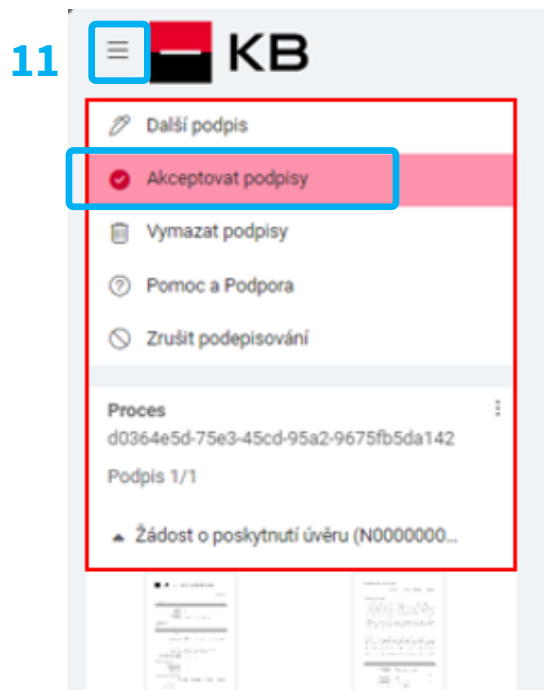 11
KB
Další podpis
Akceptovat podpisy
Vymazat podpisy
Pomoc a Podpora
Zrušit podepisování
Proces
d0364e5d-75e3-45cd-95a2-9675fb5da142
Podpis 1/1
Žádost o poskytnutí úvěru (N0000000...